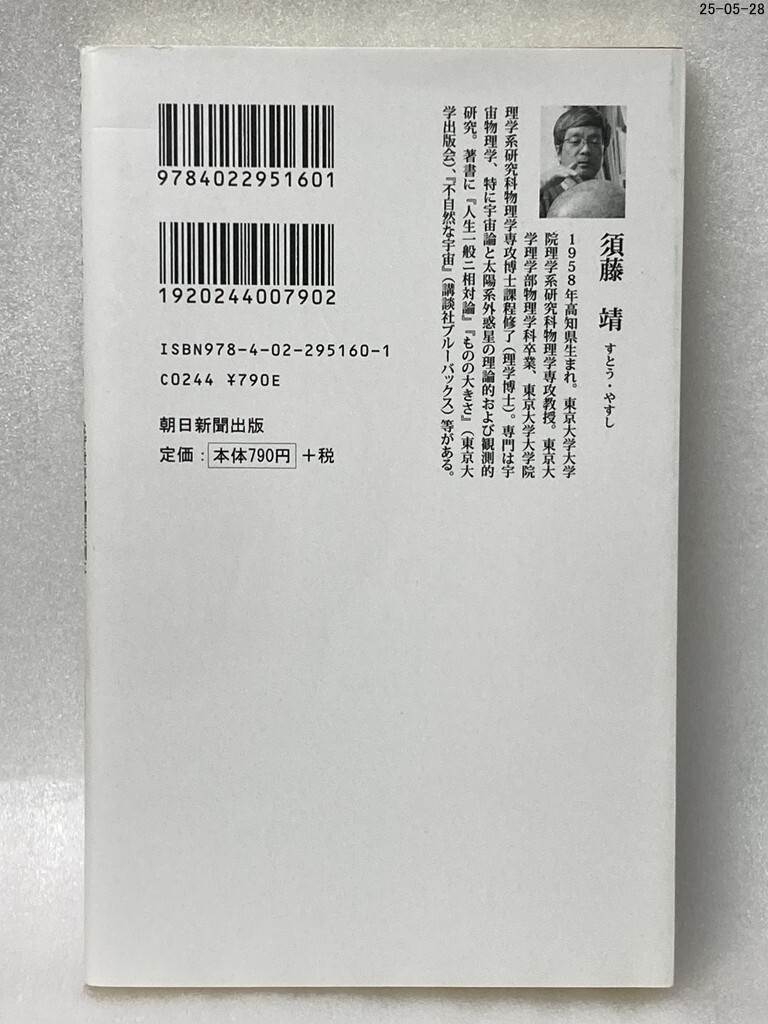 25-05-28
9784022951601
1920244007902
ISBN978-4-02-295160-1
C0244 ¥790E
朝日新聞出版
定価：本体790円＋税
須藤 靖 すとう・やすし
1958年高知県生まれ。東京大学大学
院理学系研究科物理学専攻教授。東京大
学理学部物理学科卒業、東京大学大学院
理学系研究科物理学専攻博士課程修了（理学博士）。専門は宇
宙物理学、特に宇宙論と太陽系外惑星の理論的および観測的
研究。著書に『人生一般ニ相対論』『ものの大きさ』（東京大
学出版会）、『不自然な宇宙』（講談社ブルーバックス）等がある。